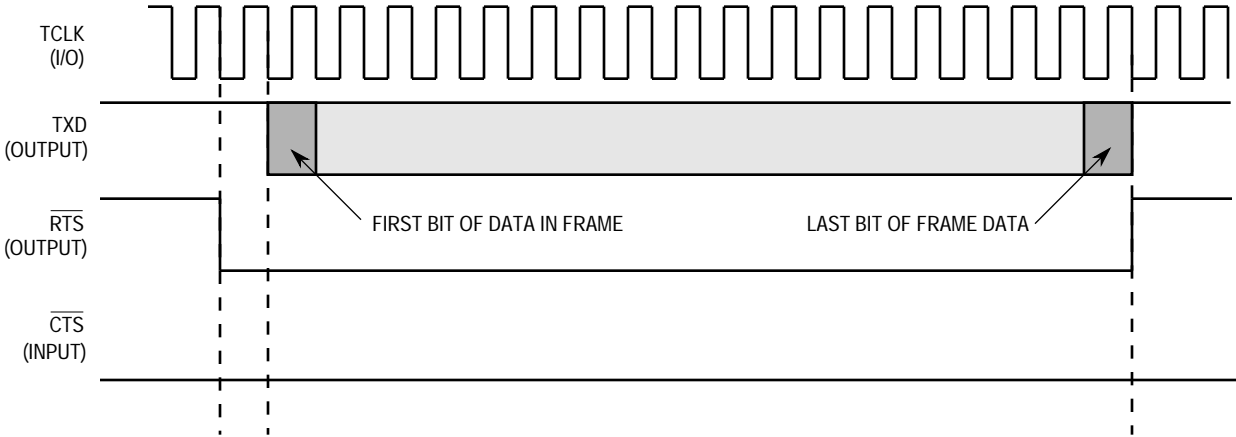 TCLK
(I/O)
TXD
(OUTPUT)
RTS
(OUTPUT)
FIRST BIT OF DATA IN FRAME
LAST BIT OF FRAME DATA
CTS
(INPUT)